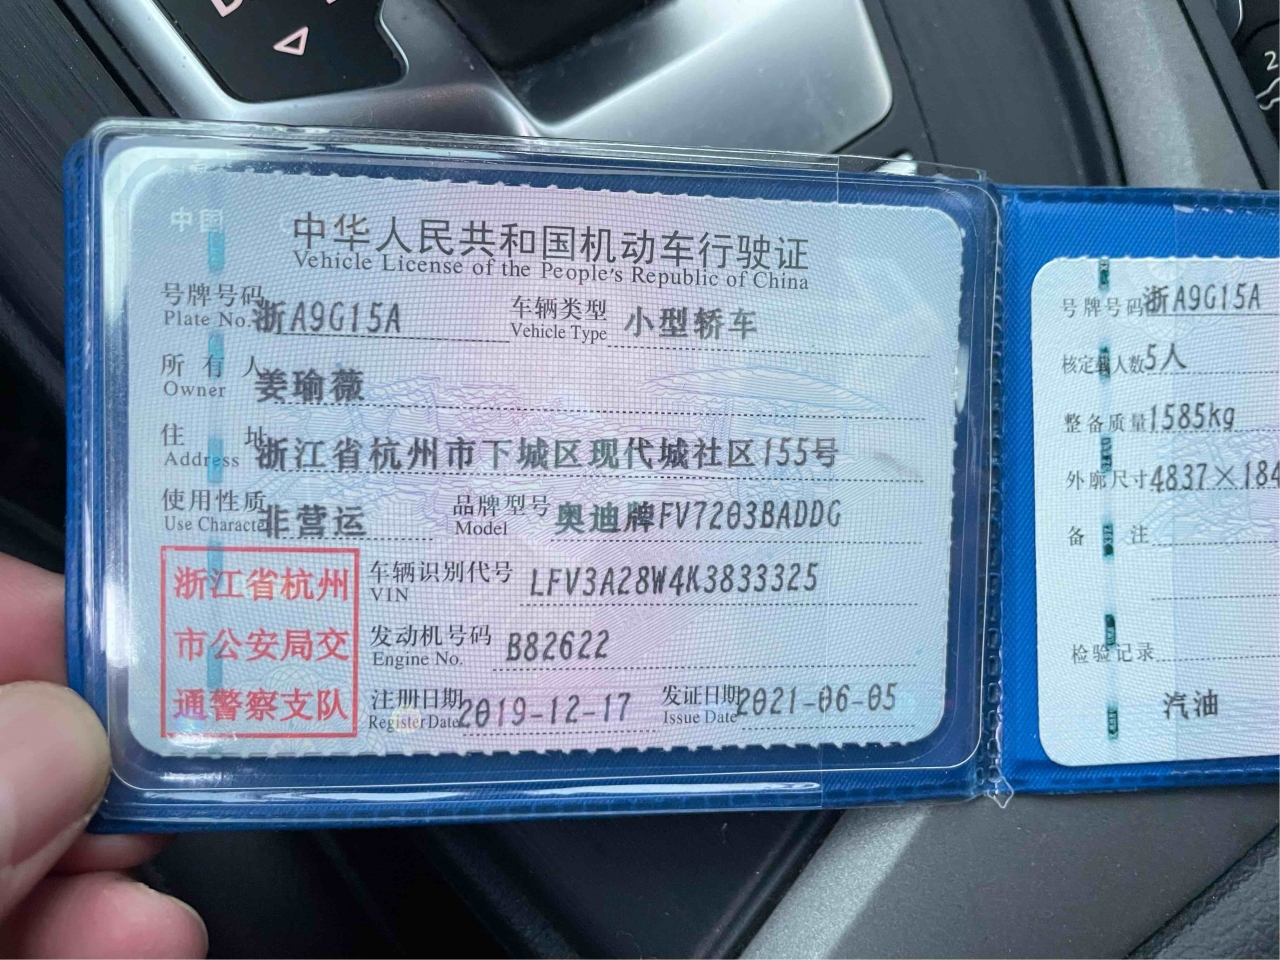 中国
中华人民共和国机动车行驶证
Vehicle License of the People's Republic of China
号牌号码 浙A9G15A 车辆类型 小型轿车
Plate No. Vehicle Type
所有人 姜瑜薇
Owner
住址 浙江省杭州市下城区现代城社区155号
Address
使用性质 非营运 品牌型号 奥迪牌FV7203BADDG
Use Character Model
浙江省杭州
市公安局交
通警察支队
车辆识别代号 LFV3A28W4K3833325
VIN
发动机号码 B82622
Engine No.
注册日期 2019-12-17 发证日期 2021-06-05
Register Date Issue Date
号牌号码 浙A9G15A
核定载人数 5人
整备质量 1585kg
外廓尺寸 4837×184
备注
检验记录
汽油